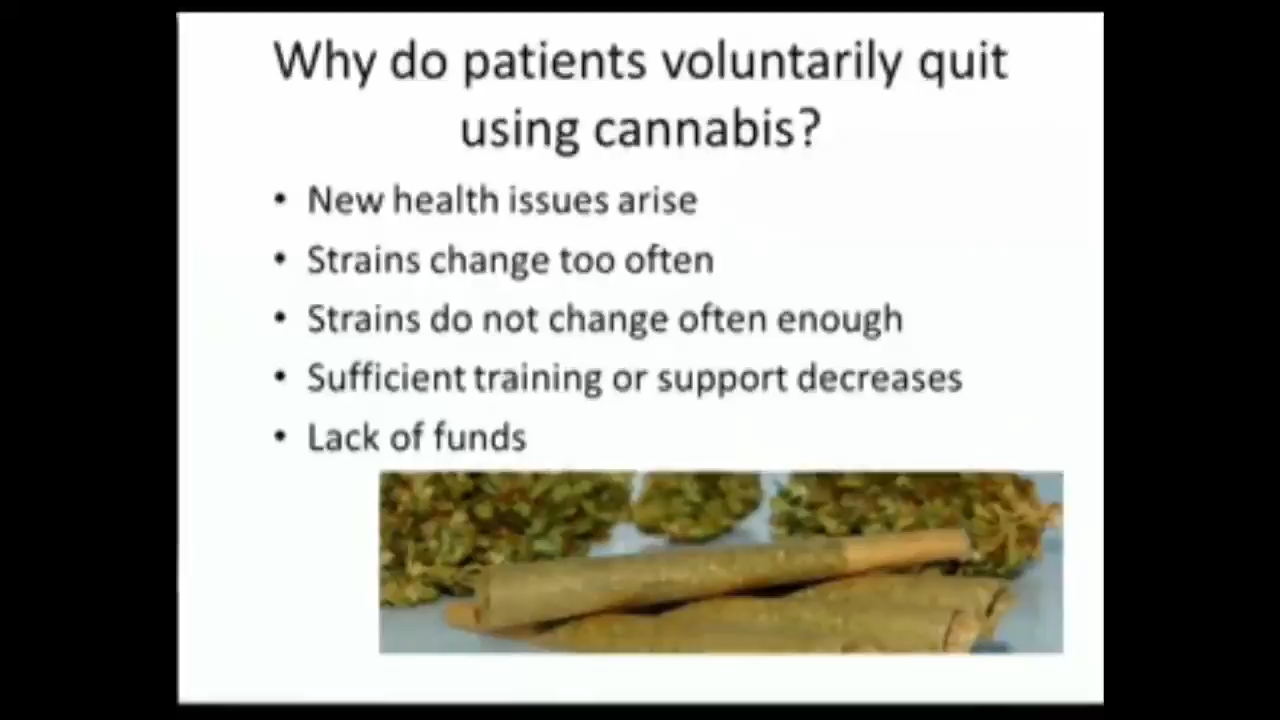 Why do patients voluntarily quit
using cannabis?
• New health issues arise
• Strains change too often
• Strains do not change often enough
• Sufficient training or support decreases
• Lack of funds